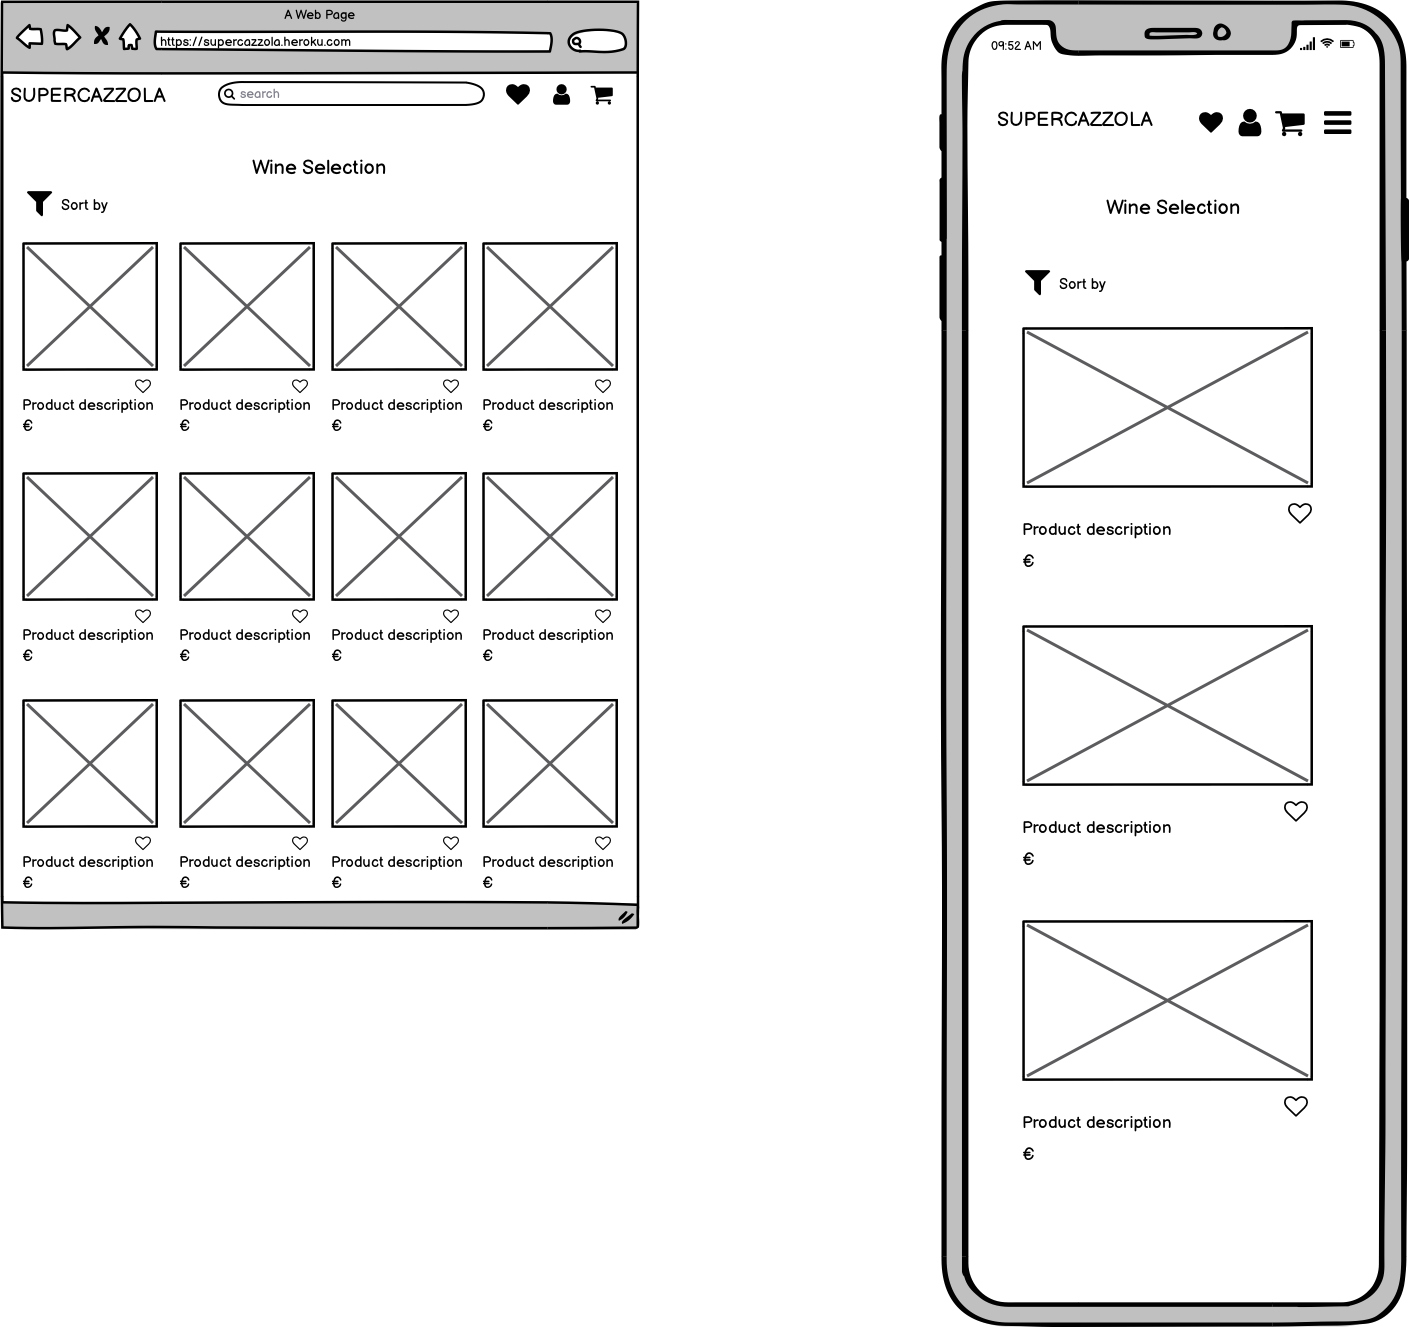 A Web Page
https://supercazzola.heroku.com
SUPERCAZZOLA
search
Wine Selection
Sort by
Product description Product description Product description Product description
€ € € €
Product description Product description Product description Product description
€ € € €
Product description Product description Product description Product description
€ € € €
09:52 AM
SUPERCAZZOLA
Wine Selection
Sort by
Product description
€
Product description
€
Product description
€